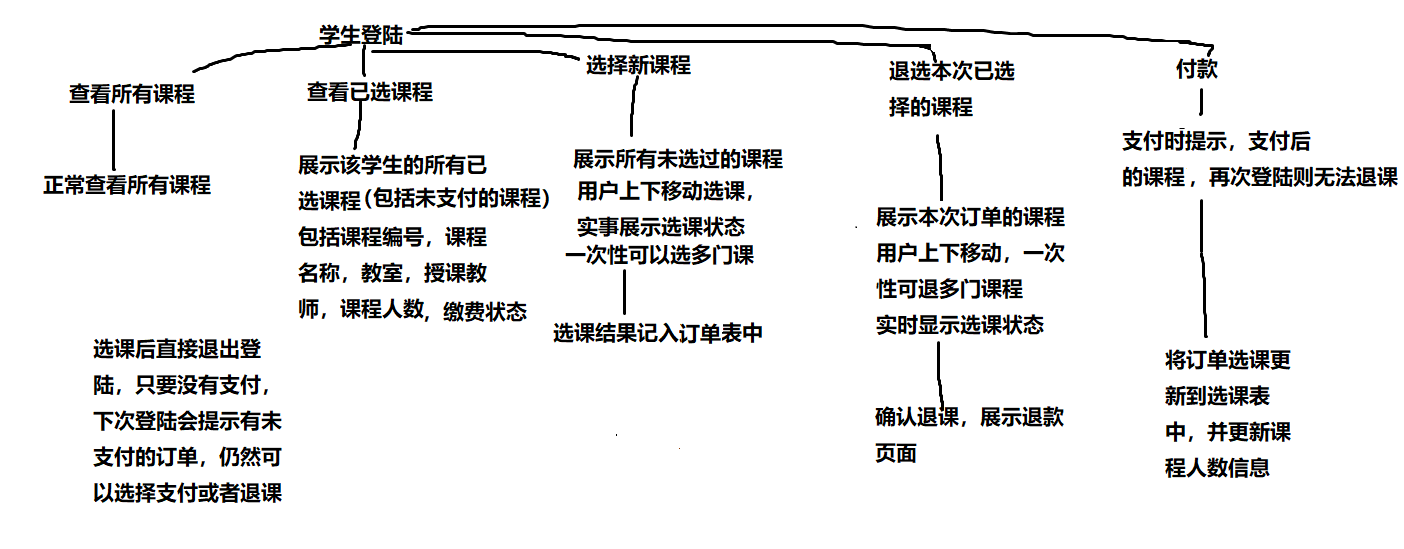 学生登陆
查看所有课程
正常查看所有课程
查看已选课程
展示该学生的所有已
选课程(包括未支付的课程)
包括课程编号，课程
名称，教室，授课教
师，课程人数，缴费状态
选择新课程
展示所有未选过的课程
用户上下移动选课，
实事展示选课状态
一次性可以选多门课
选课结果记入订单表中
退选本次已选
择的课程
展示本次订单的课程
用户上下移动，一次
性可退多门课程
实时显示选课状态
确认退课，展示退款
页面
付款
支付时提示，支付后
的课程，再次登陆则无法退课
将订单选课更
新到选课表
中，并更新课
程人数信息
选课后直接退出登
陆，只要没有支付，
下次登陆会提示有未
支付的订单，仍然可
以选择支付或者退课